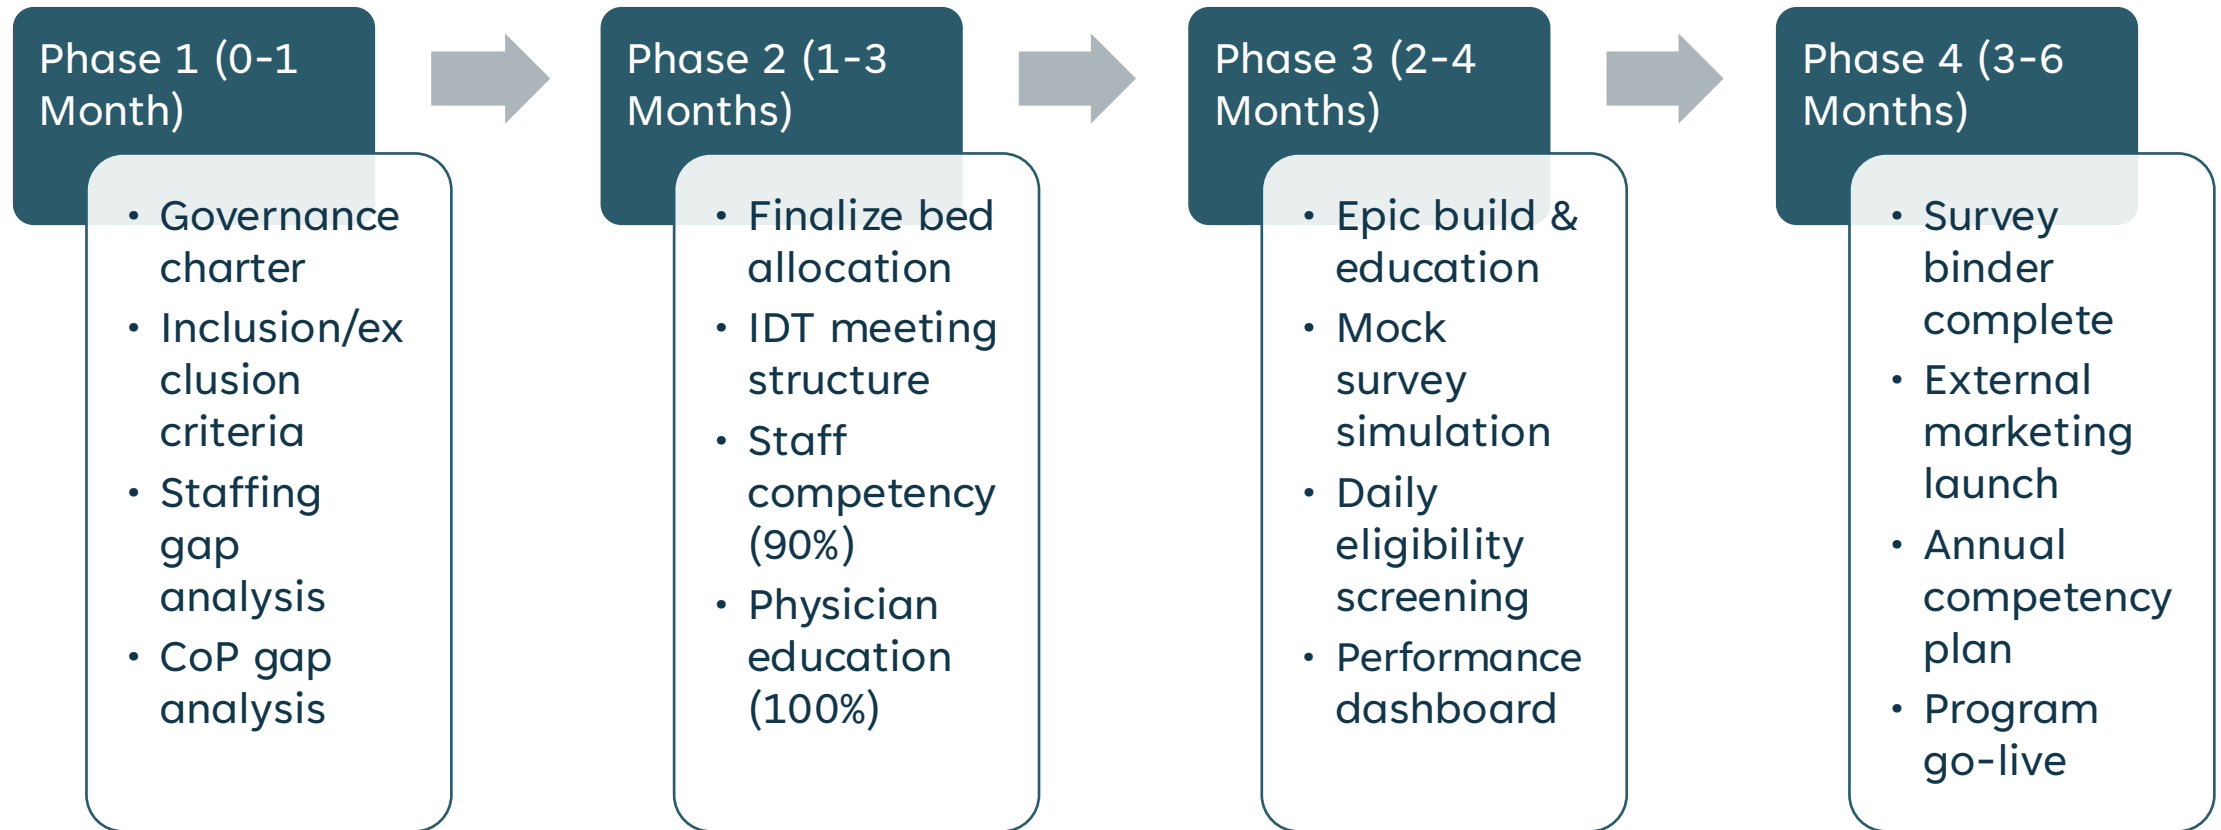 Phase 1 (0-1
Month)
• Governance
charter
• Inclusion/ex
clusion
criteria
• Staffing
gap
analysis
• CoP gap
analysis
Phase 2 (1-3
Months)
• Finalize bed
allocation
• IDT meeting
structure
• Staff
competency
(90%)
• Physician
education
(100%)
Phase 3 (2-4
Months)
• Epic build &
education
• Mock
survey
simulation
• Daily
eligibility
screening
• Performance
dashboard
Phase 4 (3-6
Months)
• Survey
binder
complete
• External
marketing
launch
• Annual
competency
plan
• Program
go-live